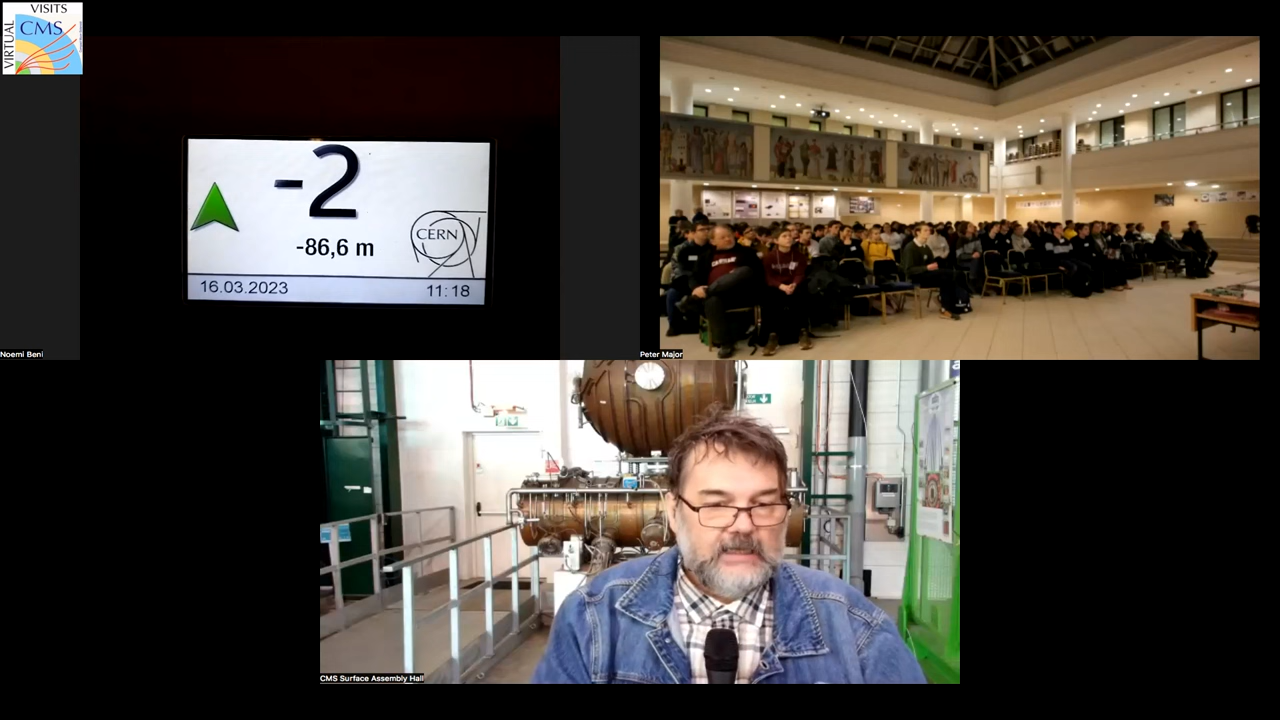 VISITS
CMS
VIRTUAL
-2
-86,6 m
CERN
16.03.2023
11:18
Noemi Beni
Peter Major
CMS Surface Assembly Hall